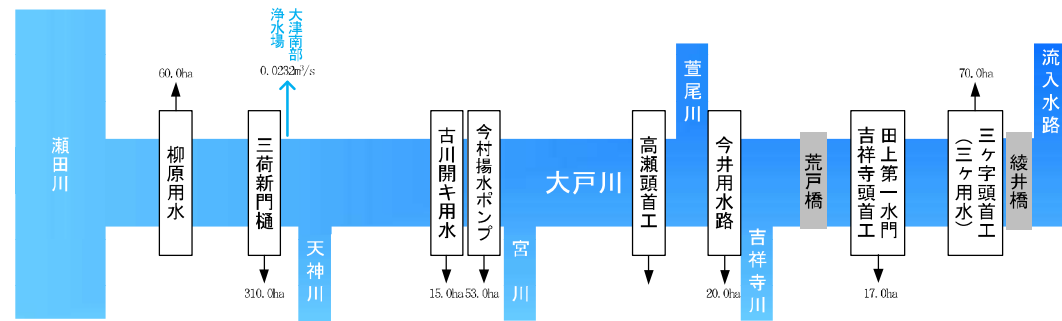 大津南部
浄水場
0.0232m³/s
60.0ha
70.0ha
瀬田川
柳原用水
三荷新門樋
天神川
古川開キ用水
今村揚水ポンプ
宮川
大戸川
高瀬頭首工
萱尾川
今井用水路
吉祥寺川
荒戸橋
田上第一水門
吉祥寺頭首工
三ヶ字頭首工
（三ヶ用水）
綾井橋
流入水路
310.0ha
15.0ha
53.0ha
20.0ha
17.0ha